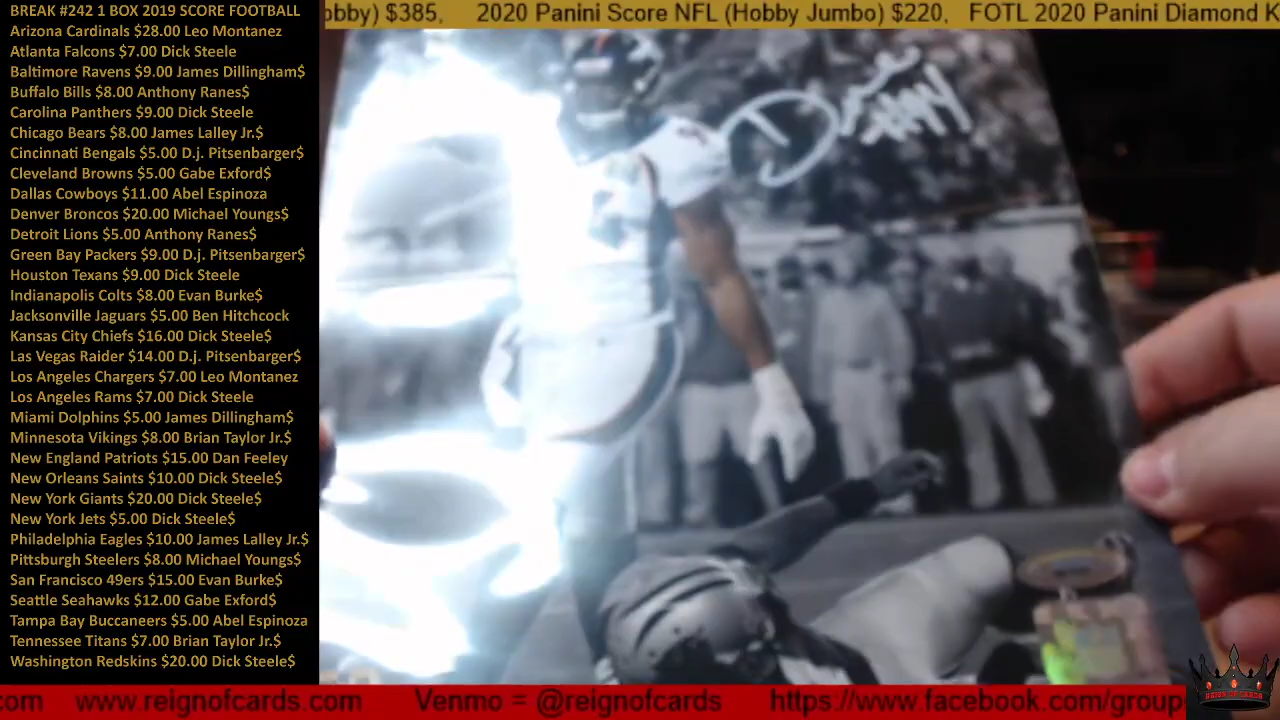 BREAK #242 1 BOX 2019 SCORE FOOTBALL
Arizona Cardinals $28.00 Leo Montanez
Atlanta Falcons $7.00 Dick Steele
Baltimore Ravens $9.00 James Dillingham$
Buffalo Bills $8.00 Anthony Ranes$
Carolina Panthers $9.00 Dick Steele
Chicago Bears $8.00 James Lalley Jr.$
Cincinnati Bengals $5.00 D.j. Pitsenbarger$
Cleveland Browns $5.00 Gabe Exford$
Dallas Cowboys $11.00 Abel Espinoza
Denver Broncos $20.00 Michael Youngs$
Detroit Lions $5.00 Anthony Ranes$
Green Bay Packers $9.00 D.j. Pitsenbarger$
Houston Texans $9.00 Dick Steele
Indianapolis Colts $8.00 Evan Burke$
Jacksonville Jaguars $5.00 Ben Hitchcock
Kansas City Chiefs $16.00 Dick Steele$
Las Vegas Raider $14.00 D.j. Pitsenbarger$
Los Angeles Chargers $7.00 Leo Montanez
Los Angeles Rams $7.00 Dick Steele
Miami Dolphins $5.00 James Dillingham$
Minnesota Vikings $8.00 Brian Taylor Jr.$
New England Patriots $15.00 Dan Feeley
New Orleans Saints $10.00 Dick Steele$
New York Giants $20.00 Dick Steele$
New York Jets $5.00 Dick Steele$
Philadelphia Eagles $10.00 James Lalley Jr.$
Pittsburgh Steelers $8.00 Michael Youngs$
San Francisco 49ers $15.00 Evan Burke$
Seattle Seahawks $12.00 Gabe Exford$
Tampa Bay Buccaneers $5.00 Abel Espinoza
Tennessee Titans $7.00 Brian Taylor Jr.$
Washington Redskins $20.00 Dick Steele$
obby) $385, 2020 Panini Score NFL (Hobby Jumbo) $220, FOTL 2020 Panini Diamond K
#94
com www.reignofcards.com Venmo = @reignofcards https://www.facebook.com/group
REIGN OF CARDS